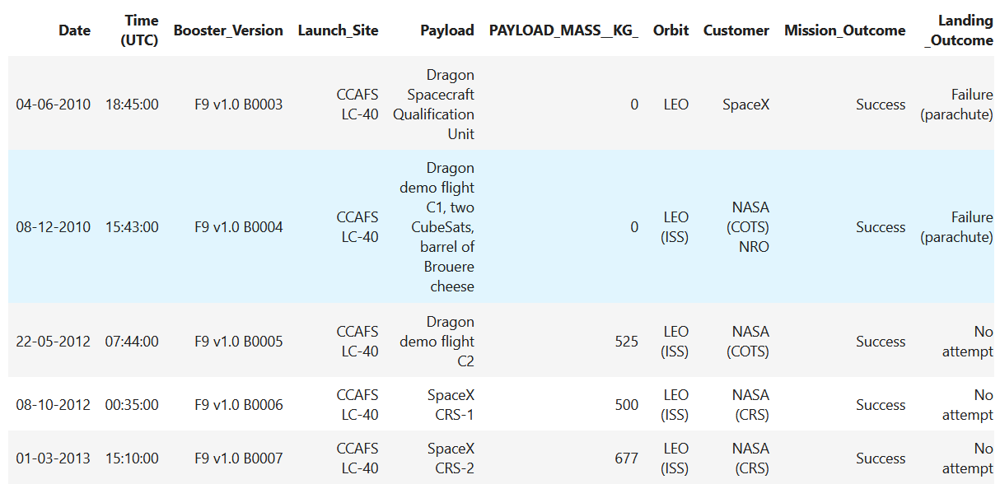 Date Time (UTC) Booster_Version Launch_Site Payload PAYLOAD_MASS__KG_ Orbit Customer Mission_Outcome Landing _Outcome
04-06-2010 18:45:00 F9 v1.0 B0003 CCAFS LC-40 Dragon Spacecraft Qualification Unit 0 LEO SpaceX Success Failure (parachute)
08-12-2010 15:43:00 F9 v1.0 B0004 CCAFS LC-40 Dragon demo flight C1, two CubeSats, barrel of Brouere cheese 0 LEO (ISS) NASA (COTS) NRO Success Failure (parachute)
22-05-2012 07:44:00 F9 v1.0 B0005 CCAFS LC-40 Dragon demo flight C2 525 LEO (ISS) NASA (COTS) Success No attempt
08-10-2012 00:35:00 F9 v1.0 B0006 CCAFS LC-40 SpaceX CRS-1 500 LEO (ISS) NASA (CRS) Success No attempt
01-03-2013 15:10:00 F9 v1.0 B0007 CCAFS LC-40 SpaceX CRS-2 677 LEO (ISS) NASA (CRS) Success No attempt